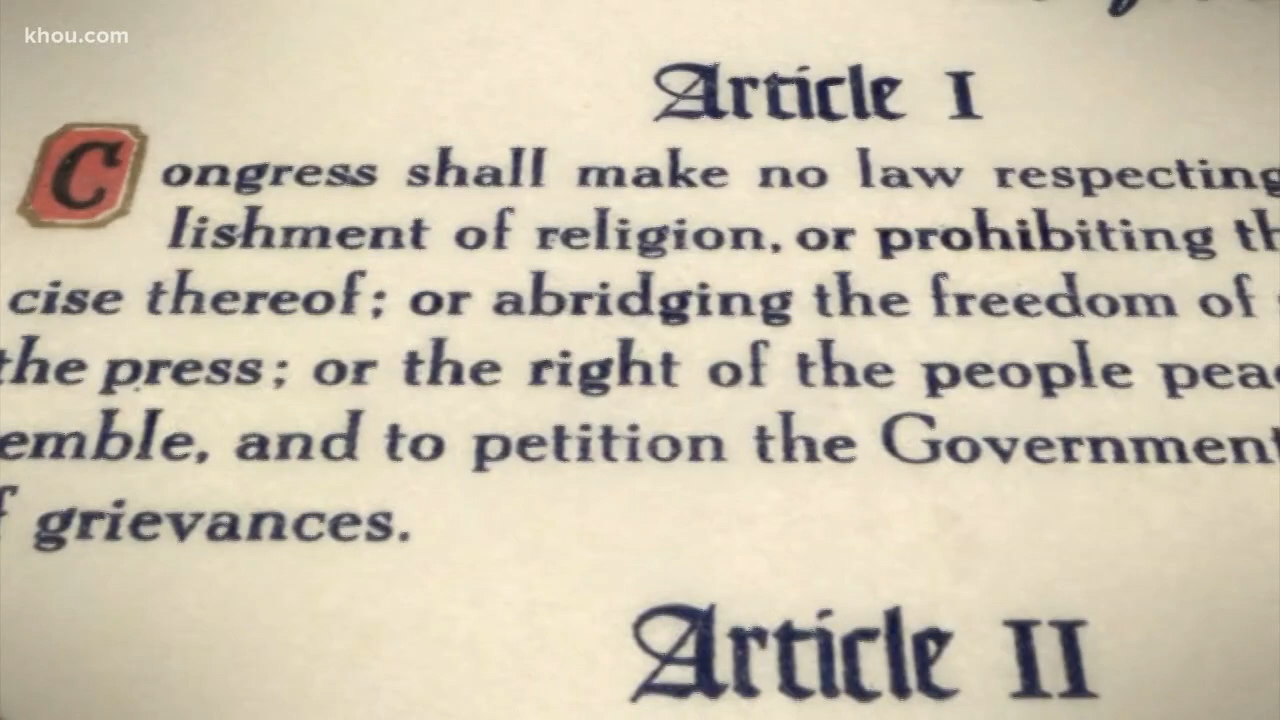 khou.com
Article I
Congress shall make no law respecting
lishment of religion, or prohibiting th
cise thereof; or abridging the freedom of
the press; or the right of the people peac
emble, and to petition the Government
f grievances.
Article II